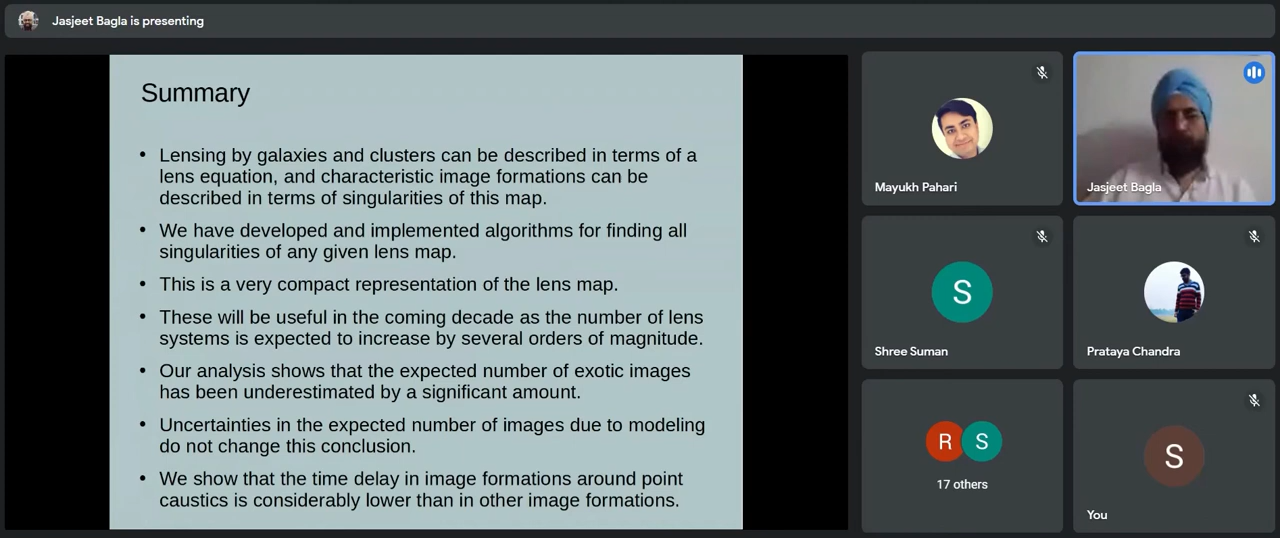 Jasjeet Bagla is presenting
Summary
• Lensing by galaxies and clusters can be described in terms of a
lens equation, and characteristic image formations can be
described in terms of singularities of this map.
• We have developed and implemented algorithms for finding all
singularities of any given lens map.
• This is a very compact representation of the lens map.
• These will be useful in the coming decade as the number of lens
systems is expected to increase by several orders of magnitude.
• Our analysis shows that the expected number of exotic images
has been underestimated by a significant amount.
• Uncertainties in the expected number of images due to modeling
do not change this conclusion.
• We show that the time delay in image formations around point
caustics is considerably lower than in other image formations.
Mayukh Pahari
Jasjeet Bagla
S
Shree Suman
Prataya Chandra
R S
17 others
S
You